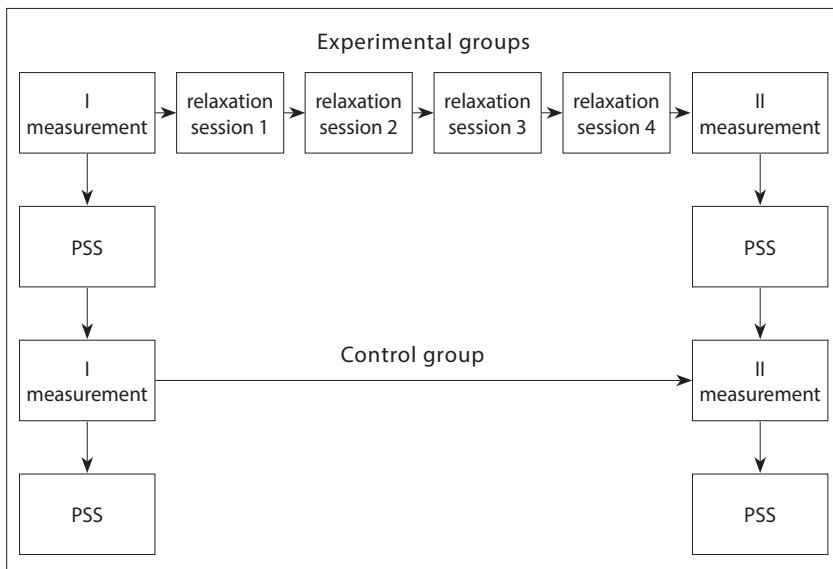 Experimental groups
I
measurement
relaxation
session 1
relaxation
session 2
relaxation
session 3
relaxation
session 4
II
measurement
PSS
PSS
Control group
I
measurement
II
measurement
PSS
PSS